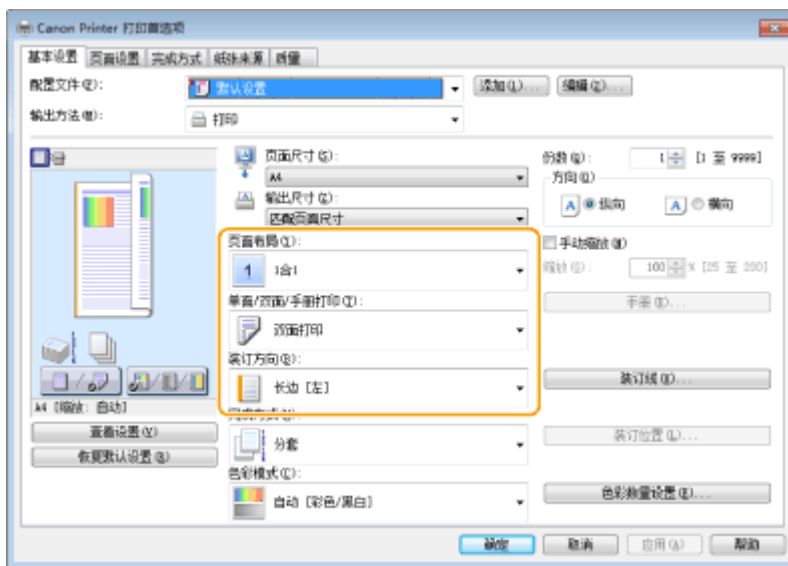 Canon Printer 打印首选项
基本设置 页面设置 完成方式 纸张来源 质量
配置文件(F): 默认设置 添加(1)... 编辑(2)...
输出方法(M): 打印
页面尺寸(S):
A4
输出尺寸(Z):
匹配页面尺寸
份数(Q): 1 [1 至 9999]
方向(O)
A 纵向 A 横向
页面布局(L):
1 1合1
手动缩放(W)
缩放(G): 100 % [25 至 200]
单面/双面/手册打印(T):
双面打印
手册(K)...
装订方向(B):
长边 [左]
装订线(U)...
A4 [缩放: 自动]
查看设置(V)
恢复默认设置(R)
分套
装订位置(L)...
色彩模式(C):
自动 [彩色/黑白]
色彩数量设置(E)...
确定 取消 应用(A) 帮助